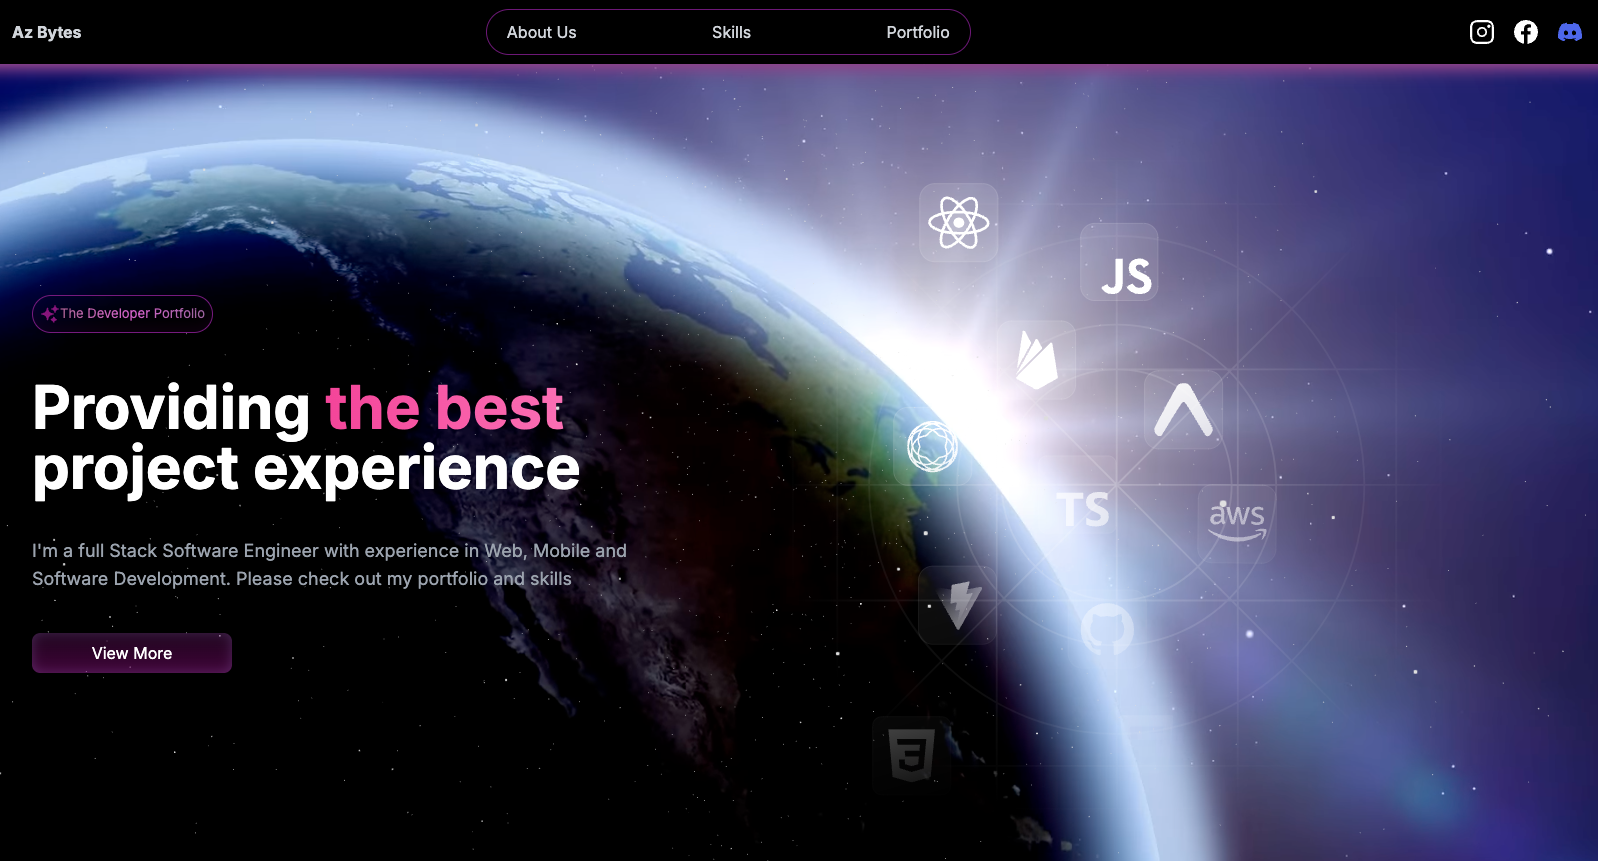 Az Bytes
About Us
Skills
Portfolio
The Developer Portfolio
Providing the best
project experience
I'm a full Stack Software Engineer with experience in Web, Mobile and
Software Development. Please check out my portfolio and skills
View More
JS
TS
aws
3